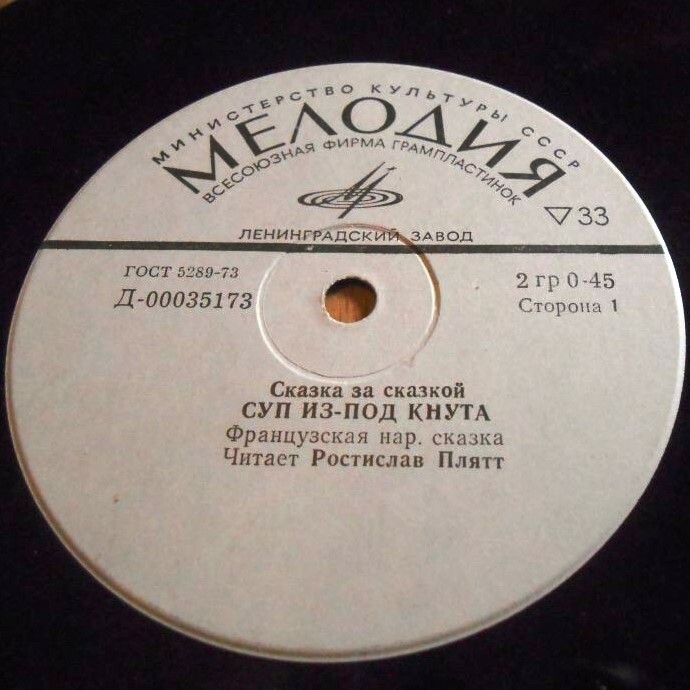 МИНИСТЕРСТВО КУЛЬТУРЫ СССР
МЕЛОДИЯ
ВСЕСОЮЗНАЯ ФИРМА ГРАМПЛАСТИНОК
▽33
ЛЕНИНГРАДСКИЙ ЗАВОД
ГОСТ 5289-73
2 гр 0-45
Д-00035173
Сторона 1
Сказка за сказкой
СУП ИЗ-ПОД КНУТА
Французская нар. сказка
Читает Ростислав Плятт